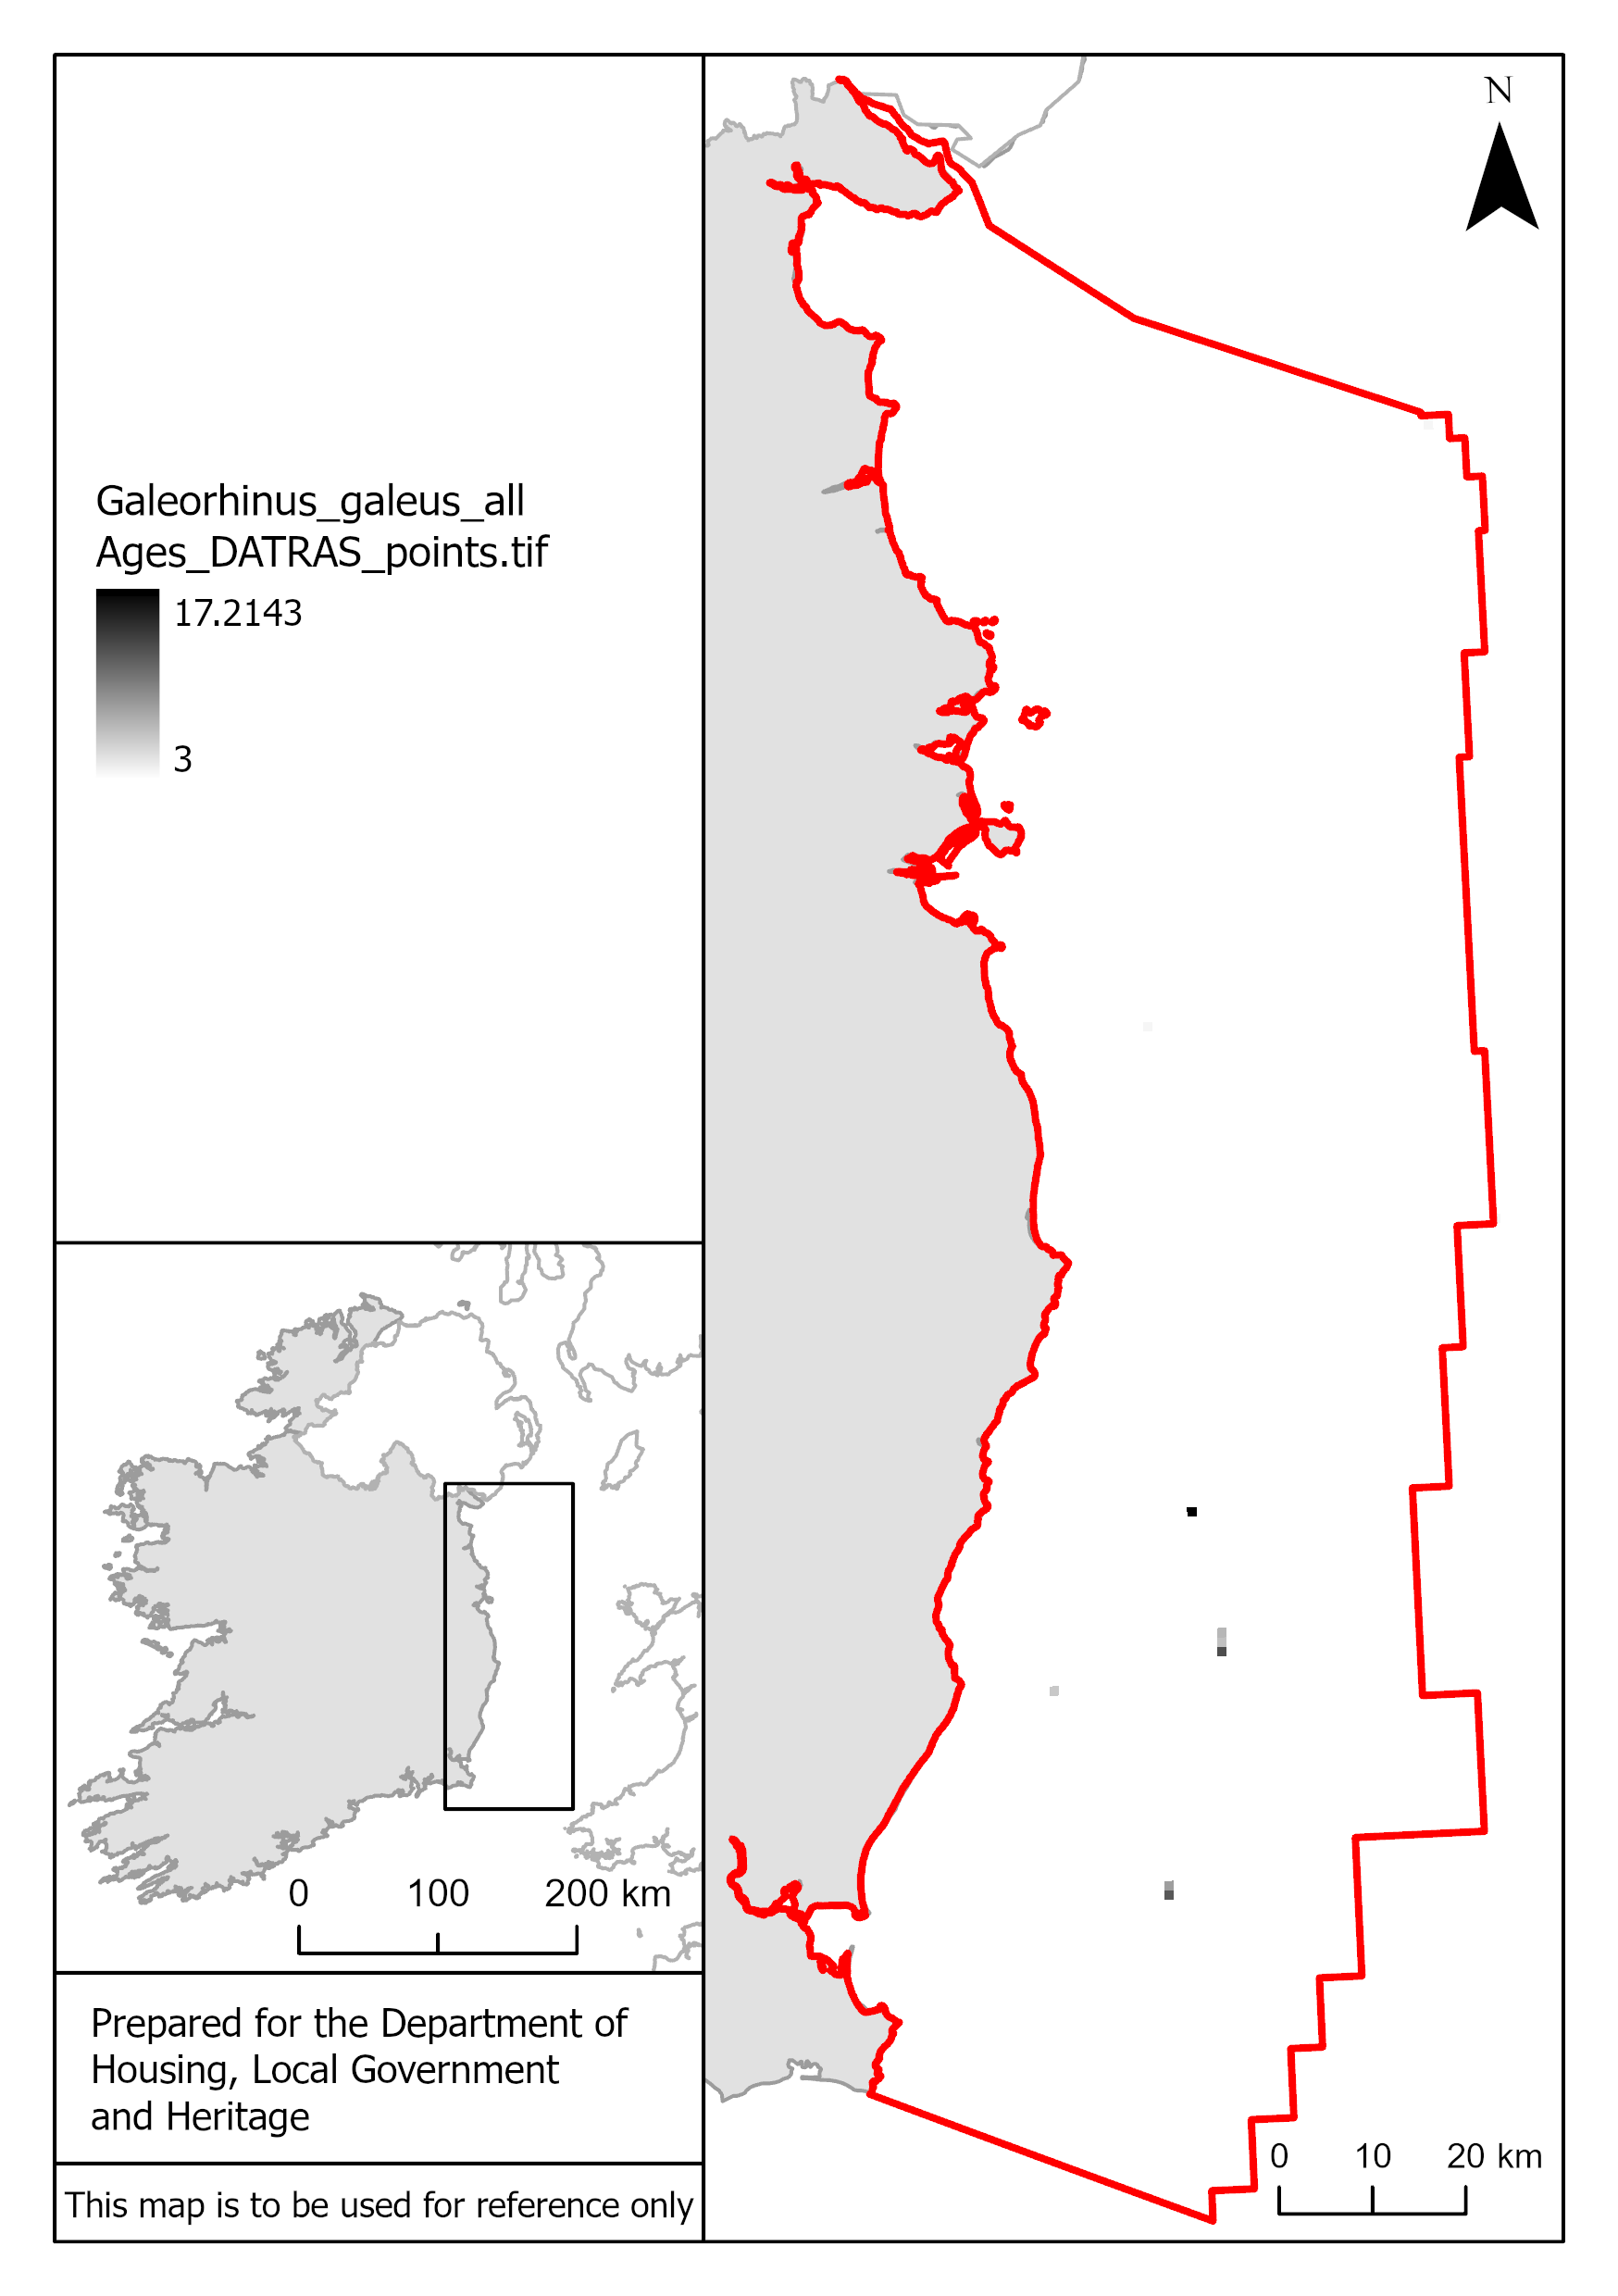 N
Galeorhinus_galeus_all
Ages_DATRAS_points.tif
17.2143
3
0 100 200 km
Prepared for the Department of
Housing, Local Government
and Heritage
This map is to be used for reference only
0 10 20 km